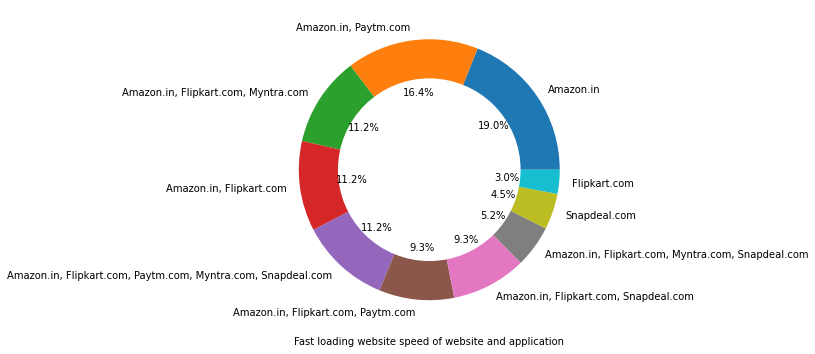 Amazon.in, Paytm.com
Amazon.in
16.4%
Amazon.in, Flipkart.com, Myntra.com
19.0%
11.2%
3.0%
Flipkart.com
11.2%
Amazon.in, Flipkart.com
4.5%
Snapdeal.com
5.2%
11.2%
9.3%
9.3%
Amazon.in, Flipkart.com, Myntra.com, Snapdeal.com
Amazon.in, Flipkart.com, Paytm.com, Myntra.com, Snapdeal.com
Amazon.in, Flipkart.com, Snapdeal.com
Amazon.in, Flipkart.com, Paytm.com
Fast loading website speed of website and application